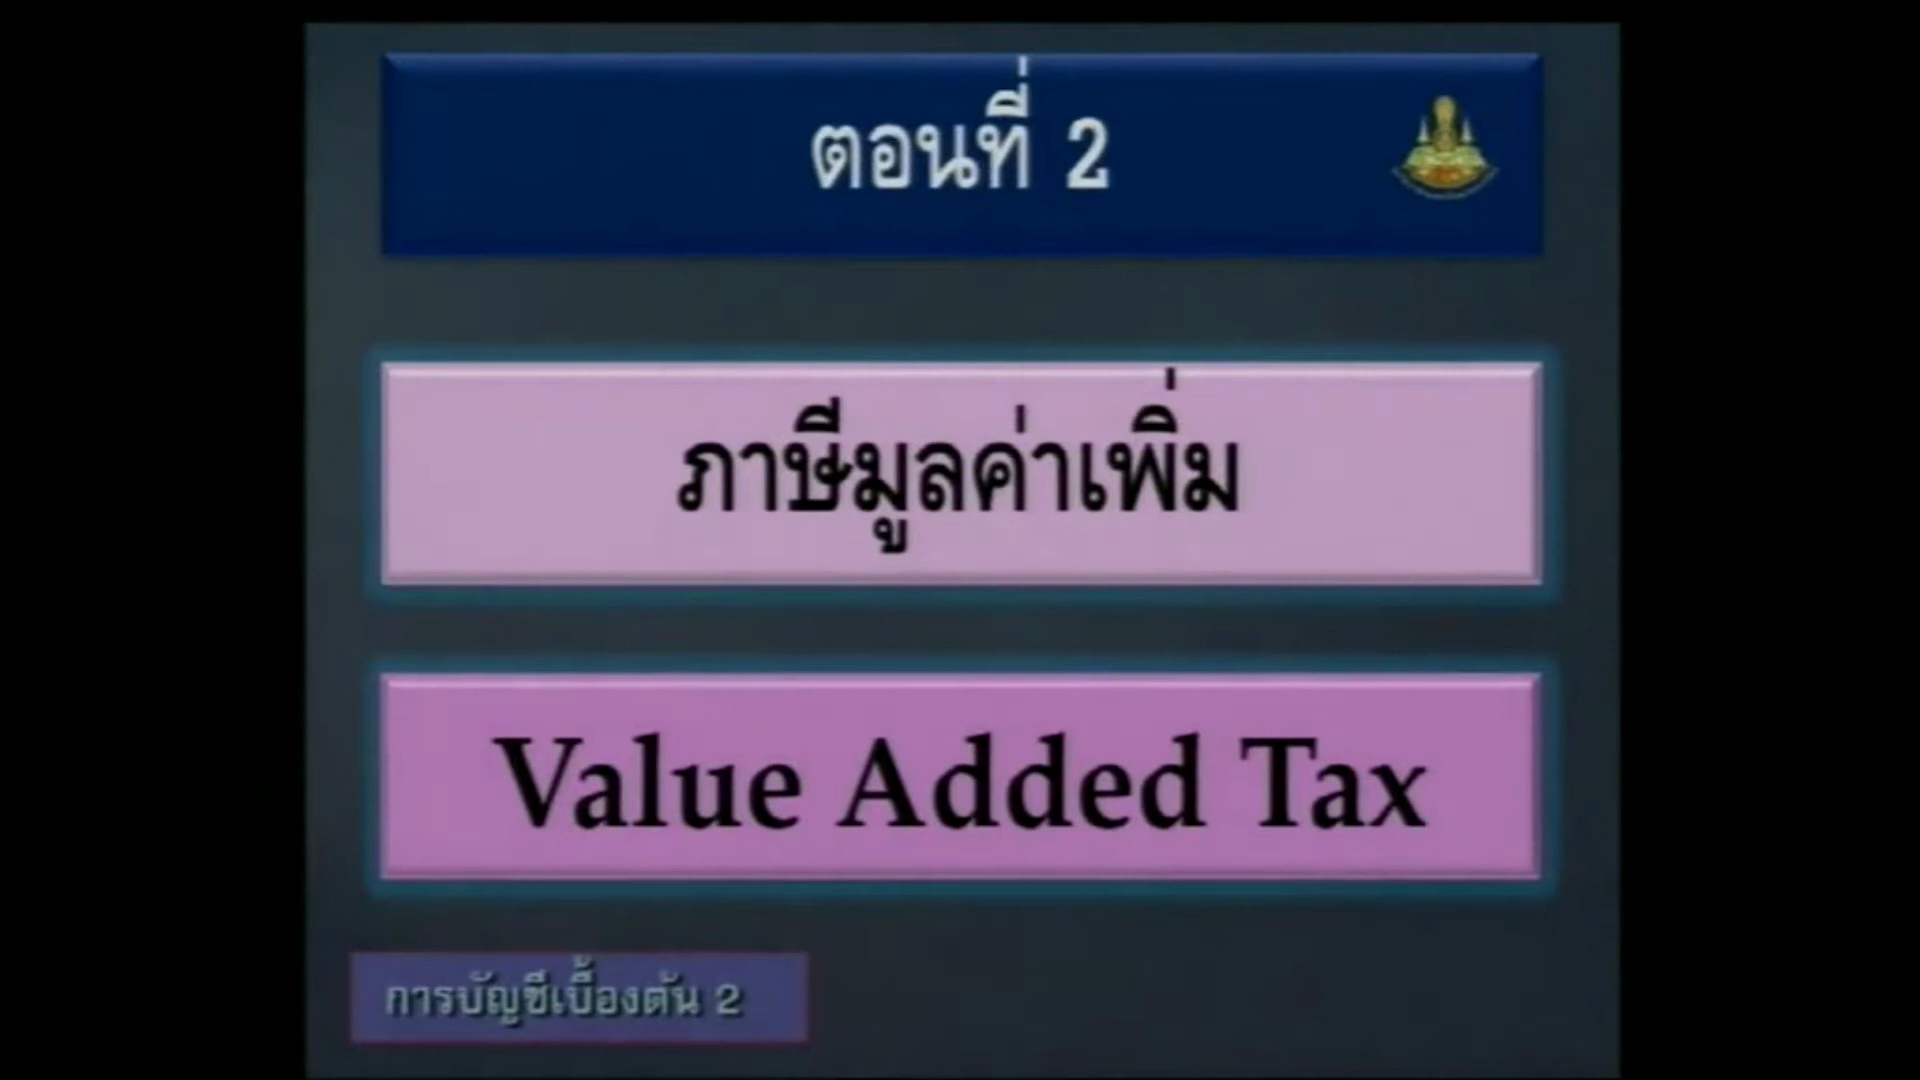 ตอนที่ 2
ภาษีมูลค่าเพิ่ม
Value Added Tax
การบัญชีเบื้องต้น 2